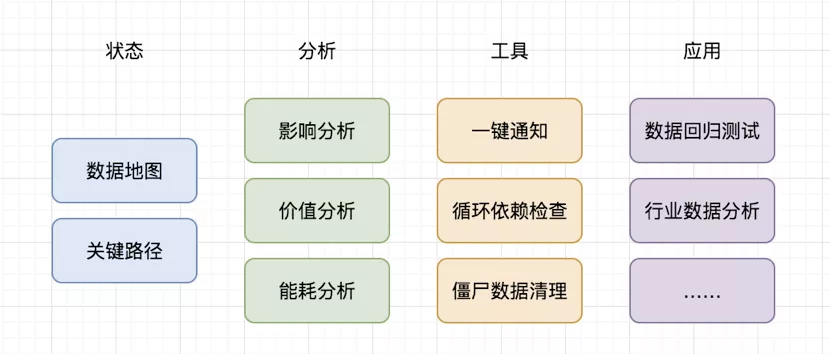 状态
分析
工具
应用
数据地图
关键路径
影响分析
价值分析
能耗分析
一键通知
循环依赖检查
僵尸数据清理
数据回归测试
行业数据分析
……